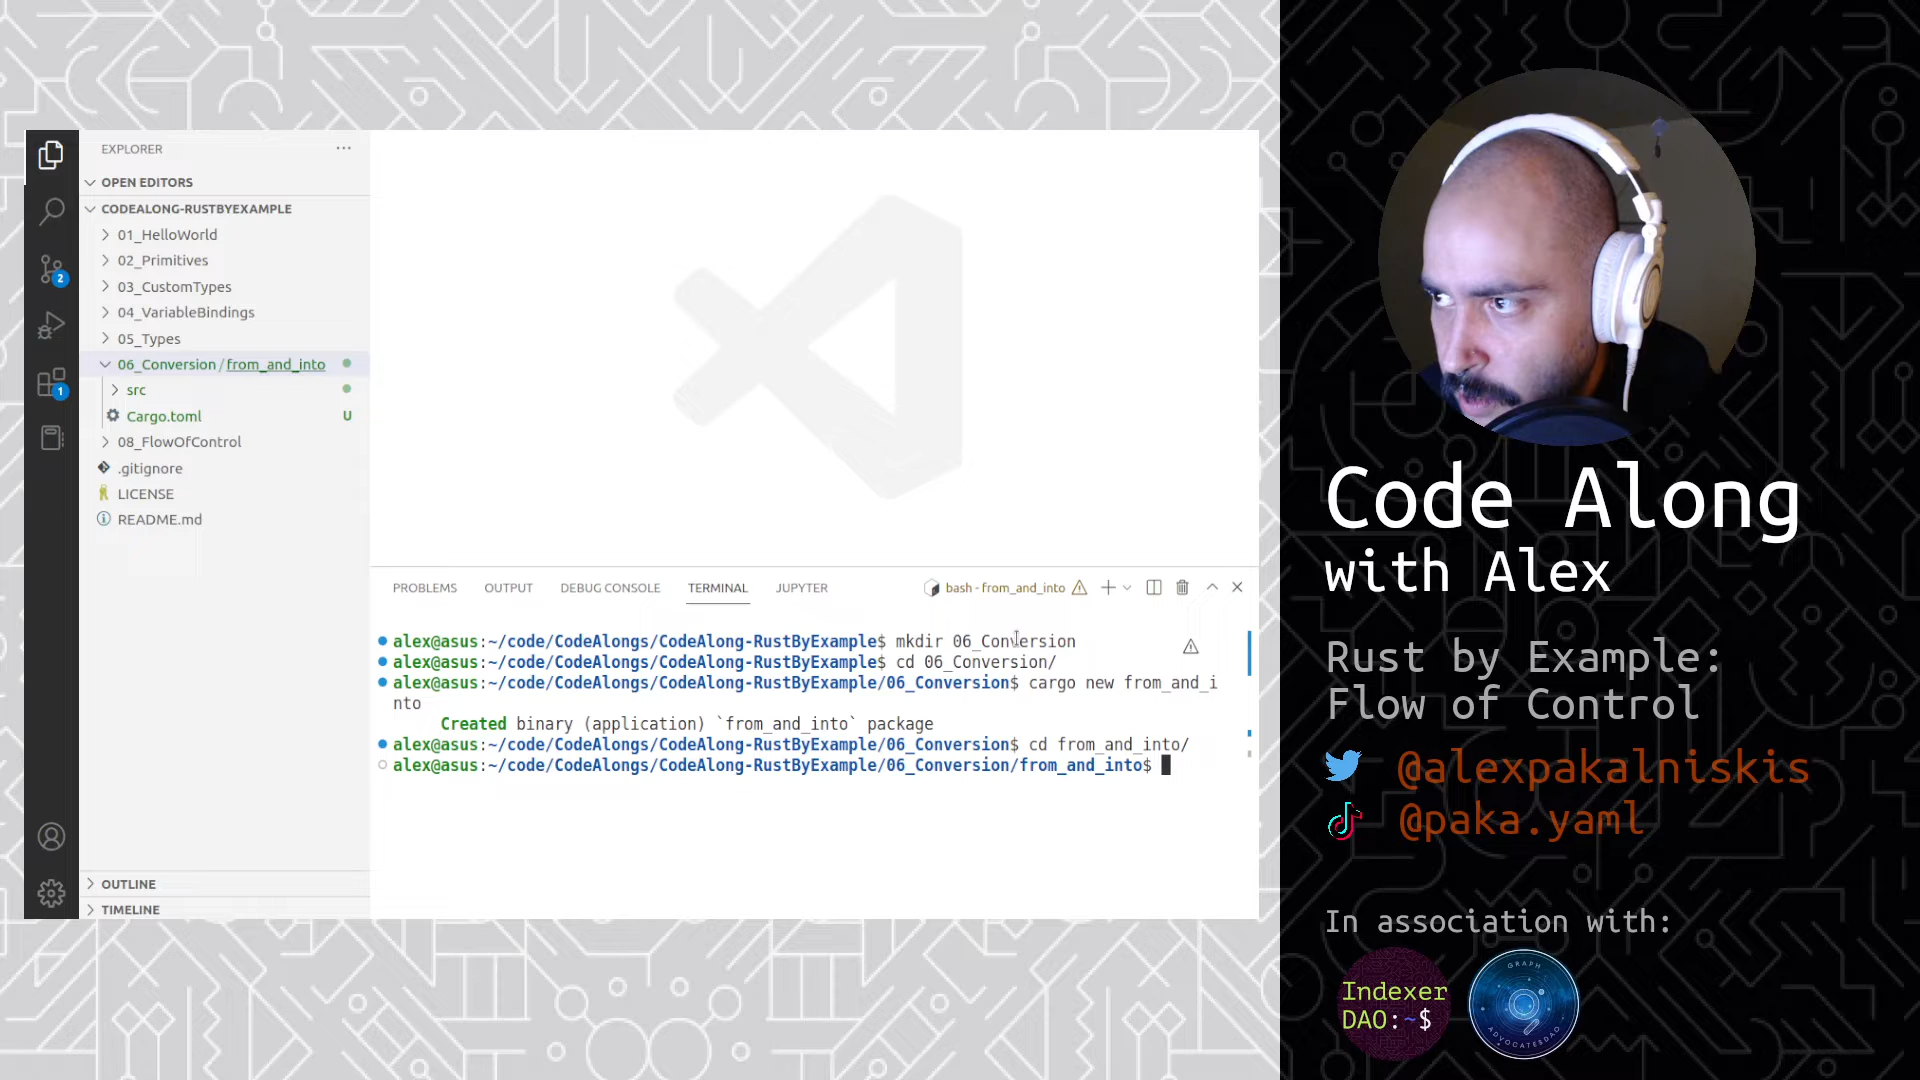 EXPLORER
OPEN EDITORS
CODEALONG-RUSTBYEXAMPLE
01_HelloWorld
02_Primitives
03_CustomTypes
04_VariableBindings
05_Types
06_Conversion / from_and_into
src
Cargo.toml U
08_FlowOfControl
.gitignore
LICENSE
README.md
OUTLINE
TIMELINE
2
1
PROBLEMS OUTPUT DEBUG CONSOLE TERMINAL JUPYTER bash - from_and_into
alex@asus:~/code/CodeAlongs/CodeAlong-RustByExample$ mkdir 06_Conversion
alex@asus:~/code/CodeAlongs/CodeAlong-RustByExample$ cd 06_Conversion/
alex@asus:~/code/CodeAlongs/CodeAlong-RustByExample/06_Conversion$ cargo new from_and_i
nto
Created binary (application) `from_and_into` package
alex@asus:~/code/CodeAlongs/CodeAlong-RustByExample/06_Conversion$ cd from_and_into/
alex@asus:~/code/CodeAlongs/CodeAlong-RustByExample/06_Conversion/from_and_into$
Code Along
with Alex
Rust by Example:
Flow of Control
@alexpakalniskis
@paka.yaml
In association with:
Indexer
DAO:~$
GRAPH
ADVOCATESDAO